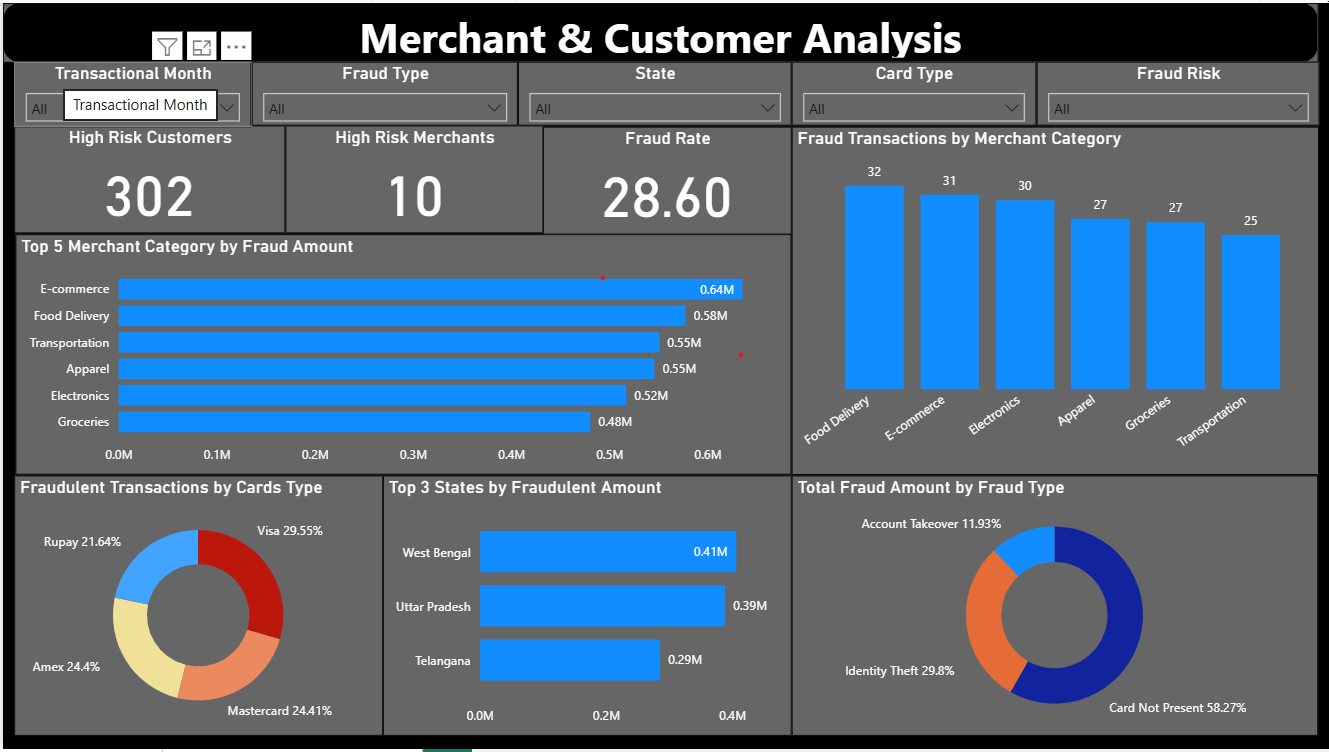 Merchant & Customer Analysis
Transactional Month
Fraud Type
State
Card Type
Fraud Risk
All
Transactional Month
All
All
All
All
High Risk Customers
302
High Risk Merchants
10
Fraud Rate
28.60
Fraud Transactions by Merchant Category
32
31
30
27
27
25
Food Delivery
E-commerce
Electronics
Apparel
Groceries
Transportation
Top 5 Merchant Category by Fraud Amount
E-commerce 0.64M
Food Delivery 0.58M
Transportation 0.55M
Apparel 0.55M
Electronics 0.52M
Groceries 0.48M
0.0M 0.1M 0.2M 0.3M 0.4M 0.5M 0.6M
Fraudulent Transactions by Cards Type
Visa 29.55%
Rupay 21.64%
Amex 24.4%
Mastercard 24.41%
Top 3 States by Fraudulent Amount
West Bengal 0.41M
Uttar Pradesh 0.39M
Telangana 0.29M
0.0M 0.2M 0.4M
Total Fraud Amount by Fraud Type
Account Takeover 11.93%
Identity Theft 29.8%
Card Not Present 58.27%